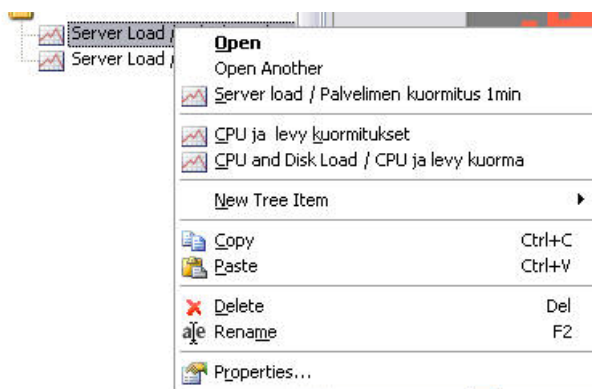 Server Load /
Server Load /
Open
Open Another
Server load / Palvelimen kuormitus 1min
CPU ja levy kuormitukset
CPU and Disk Load / CPU ja levy kuorma
New Tree Item
Copy Ctrl+C
Paste Ctrl+V
Delete Del
Rename F2
Properties...